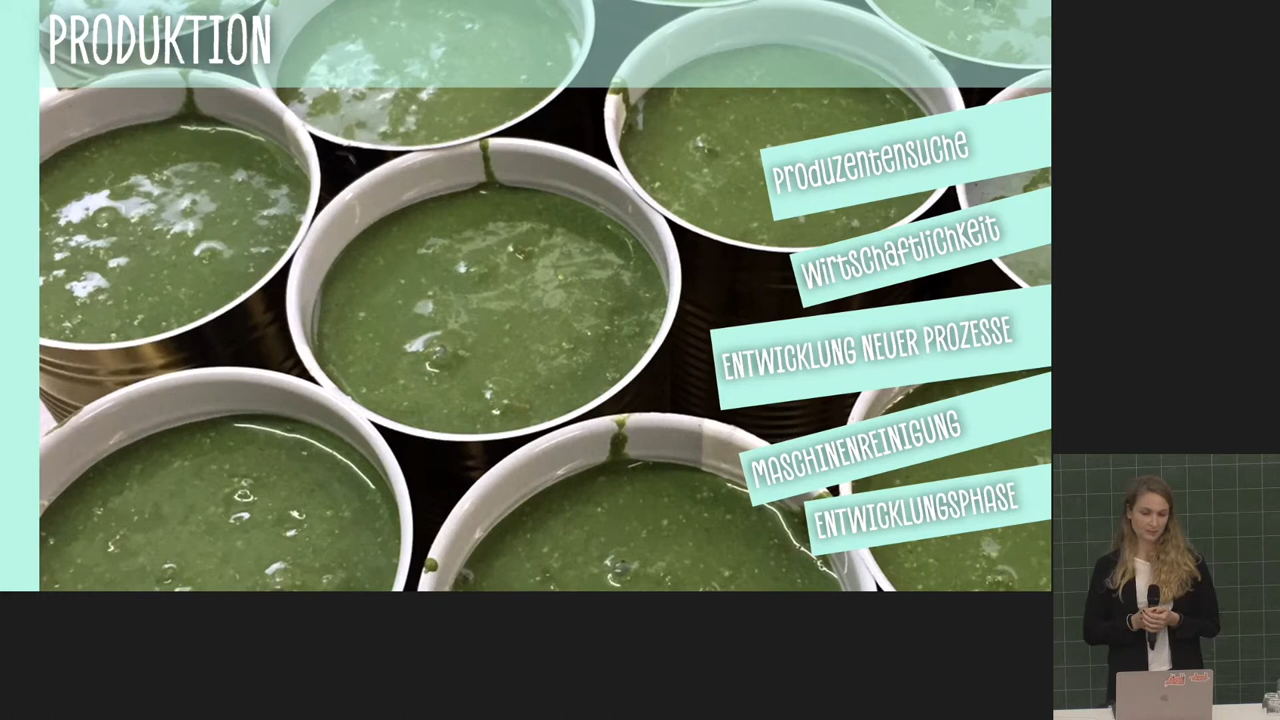 PRODUKTION
Produzentensuche
Wirtschaftlichkeit
ENTWICKLUNG NEUER PROZESSE
MASCHINENREINIGUNG
ENTWICKLUNGSPHASE